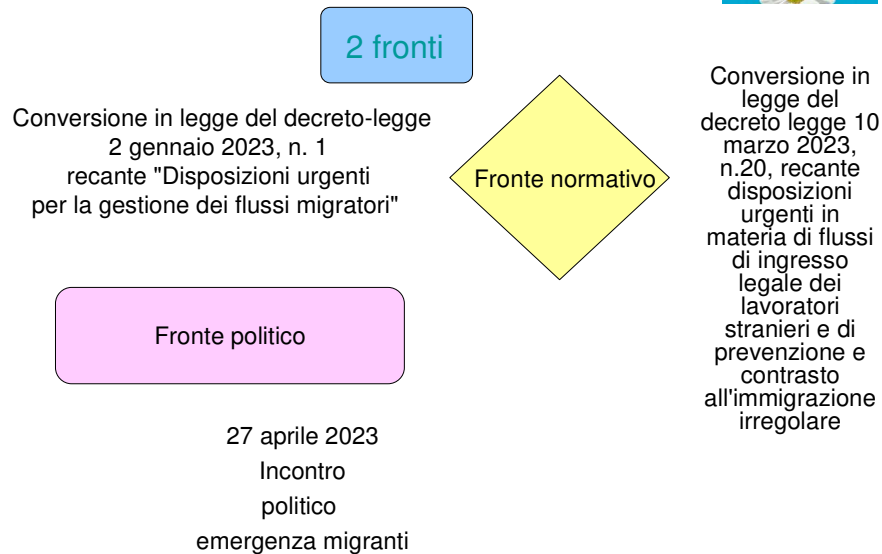 2 fronti
Conversione in legge del decreto-legge
2 gennaio 2023, n. 1
recante "Disposizioni urgenti
per la gestione dei flussi migratori"
Fronte normativo
Conversione in
legge del
decreto legge 10
marzo 2023,
n.20, recante
disposizioni
urgenti in
materia di flussi
di ingresso
legale dei
lavoratori
stranieri e di
prevenzione e
contrasto
all'immigrazione
irregolare
Fronte politico
27 aprile 2023
Incontro
politico
emergenza migranti